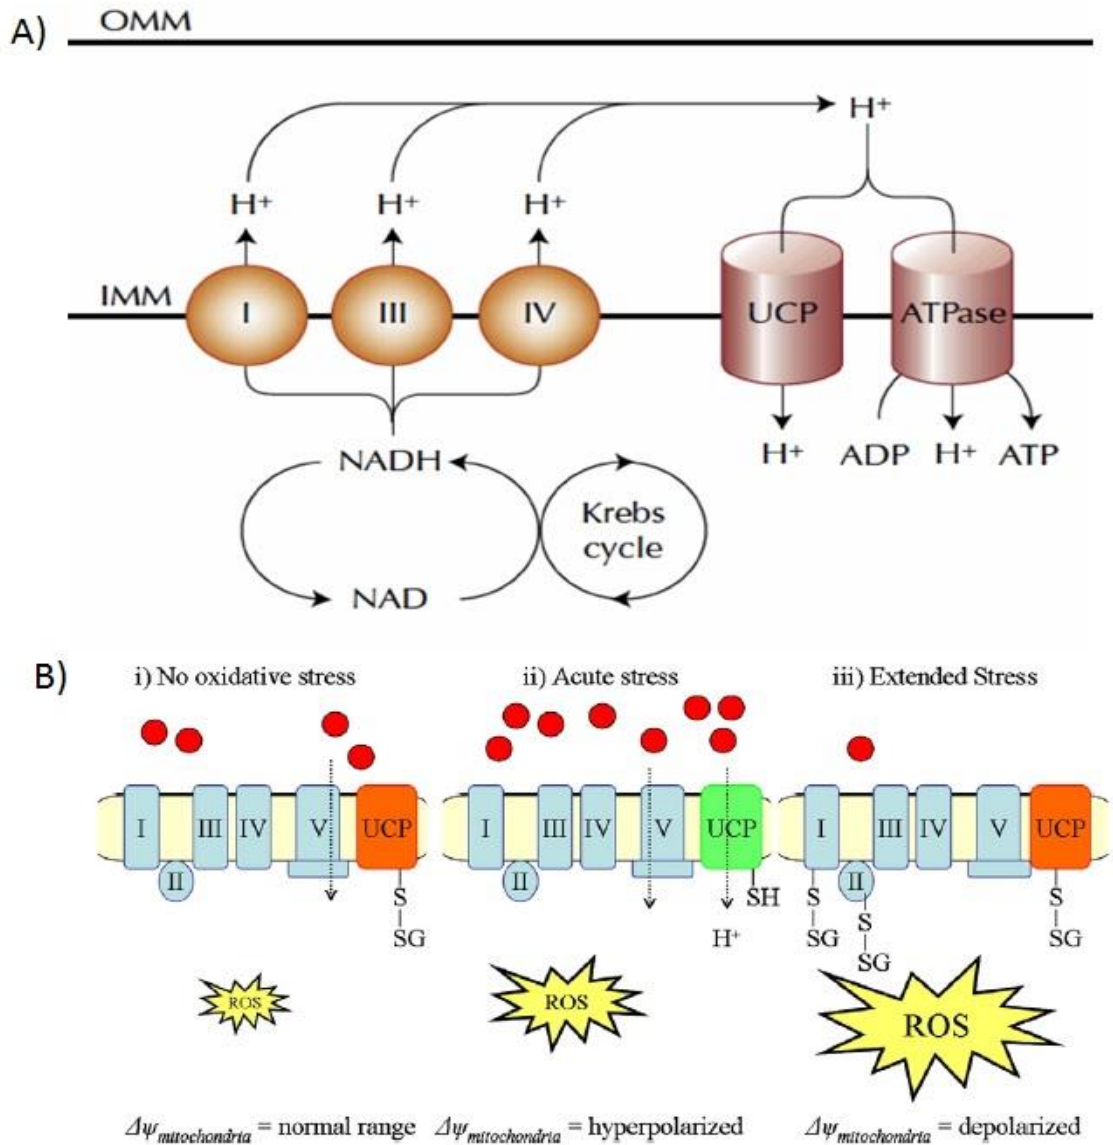 A)
OMM
H⁺
H⁺ H⁺ H⁺
IMM I III IV UCP ATPase
H⁺ ADP H⁺ ATP
NADH
Krebs
cycle
NAD
B)
i) No oxidative stress
ii) Acute stress
iii) Extended Stress
I III IV V UCP
II
S
SG
ROS
I III IV V UCP
II
SH
H⁺
ROS
I III IV V UCP
II
S
SG
S
SG
S
SG
ROS
Δψmitochondria = normal range
Δψmitochondria = hyperpolarized
Δψmitochondria = depolarized